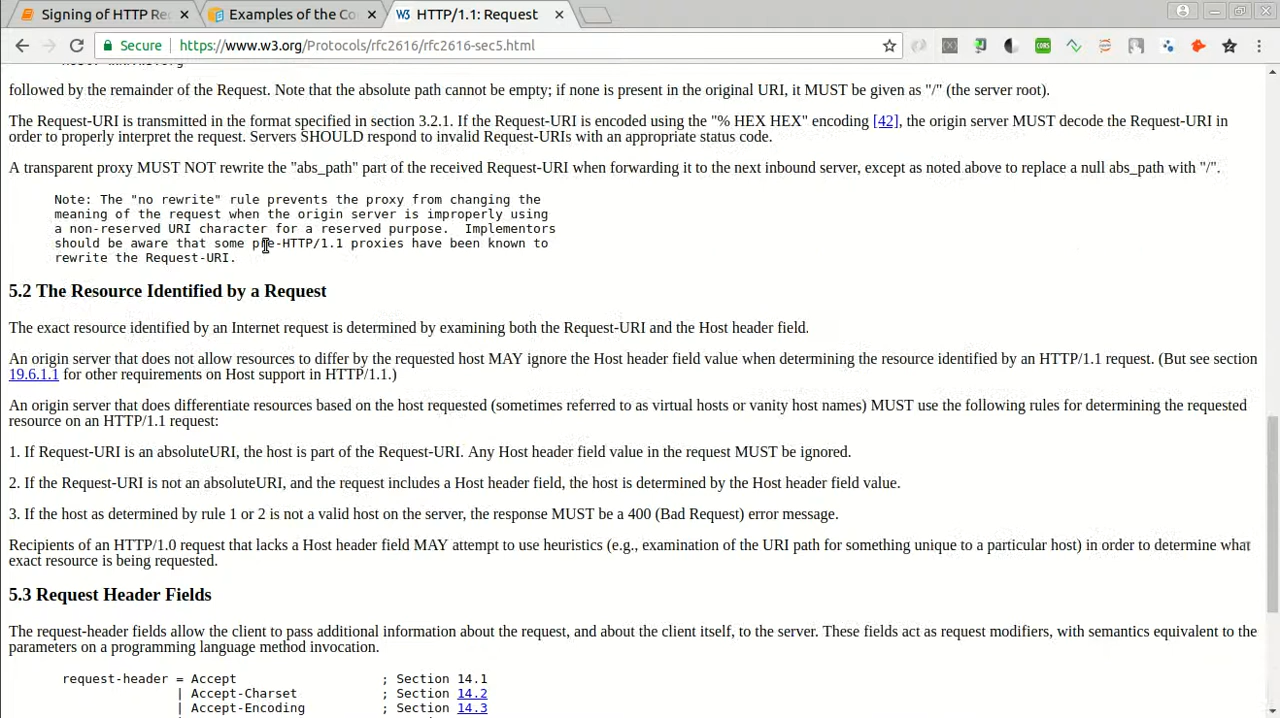 Signing of HTTP Re
Examples of the Co
HTTP/1.1: Request
Secure https://www.w3.org/Protocols/rfc2616/rfc2616-sec5.html
followed by the remainder of the Request. Note that the absolute path cannot be empty; if none is present in the original URI, it MUST be given as "/" (the server root).
The Request-URI is transmitted in the format specified in section 3.2.1. If the Request-URI is encoded using the "% HEX HEX" encoding [42], the origin server MUST decode the Request-URI in
order to properly interpret the request. Servers SHOULD respond to invalid Request-URIs with an appropriate status code.
A transparent proxy MUST NOT rewrite the "abs_path" part of the received Request-URI when forwarding it to the next inbound server, except as noted above to replace a null abs_path with "/".
Note: The "no rewrite" rule prevents the proxy from changing the
meaning of the request when the origin server is improperly using
a non-reserved URI character for a reserved purpose.  Implementors
should be aware that some pre-HTTP/1.1 proxies have been known to
rewrite the Request-URI.
5.2 The Resource Identified by a Request
The exact resource identified by an Internet request is determined by examining both the Request-URI and the Host header field.
An origin server that does not allow resources to differ by the requested host MAY ignore the Host header field value when determining the resource identified by an HTTP/1.1 request. (But see section
19.6.1.1 for other requirements on Host support in HTTP/1.1.)
An origin server that does differentiate resources based on the host requested (sometimes referred to as virtual hosts or vanity host names) MUST use the following rules for determining the requested
resource on an HTTP/1.1 request:
1. If Request-URI is an absoluteURI, the host is part of the Request-URI. Any Host header field value in the request MUST be ignored.
2. If the Request-URI is not an absoluteURI, and the request includes a Host header field, the host is determined by the Host header field value.
3. If the host as determined by rule 1 or 2 is not a valid host on the server, the response MUST be a 400 (Bad Request) error message.
Recipients of an HTTP/1.0 request that lacks a Host header field MAY attempt to use heuristics (e.g., examination of the URI path for something unique to a particular host) in order to determine what
exact resource is being requested.
5.3 Request Header Fields
The request-header fields allow the client to pass additional information about the request, and about the client itself, to the server. These fields act as request modifiers, with semantics equivalent to the
parameters on a programming language method invocation.
request-header = Accept ; Section 14.1
| Accept-Charset ; Section 14.2
| Accept-Encoding ; Section 14.3